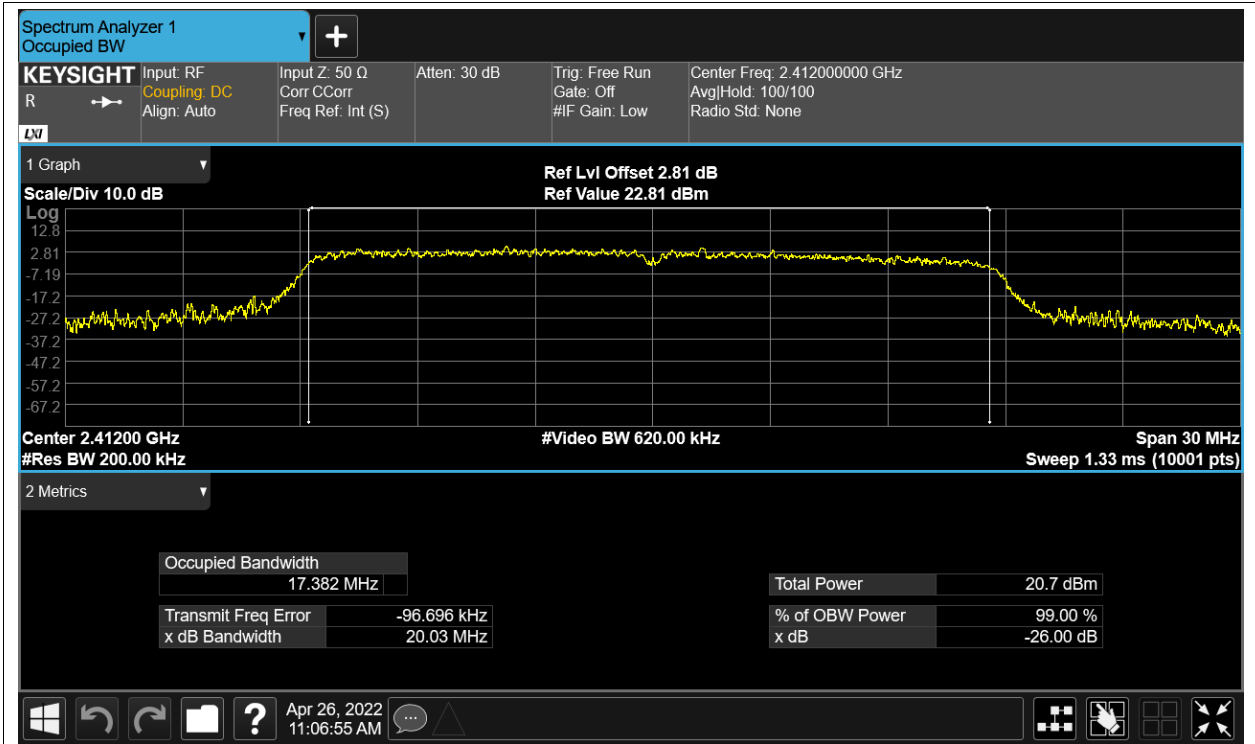 Spectrum Analyzer 1
Occupied BW
+
KEYSIGHT
R
LXI
Input: RF
Coupling: DC
Align: Auto
Input Z: 50 Ω
Corr CCorr
Freq Ref: Int (S)
Atten: 30 dB
Trig: Free Run
Gate: Off
#IF Gain: Low
Center Freq: 2.412000000 GHz
Avg|Hold: 100/100
Radio Std: None
1 Graph
Scale/Div 10.0 dB
Ref Lvl Offset 2.81 dB
Ref Value 22.81 dBm
Log
12.8
2.81
-7.19
-17.2
-27.2
-37.2
-47.2
-57.2
-67.2
Center 2.41200 GHz
#Res BW 200.00 kHz
#Video BW 620.00 kHz
Span 30 MHz
Sweep 1.33 ms (10001 pts)
2 Metrics
Occupied Bandwidth
17.382 MHz
Transmit Freq Error -96.696 kHz
x dB Bandwidth 20.03 MHz
Total Power 20.7 dBm
% of OBW Power 99.00 %
x dB -26.00 dB
?
Apr 26, 2022
11:06:55 AM